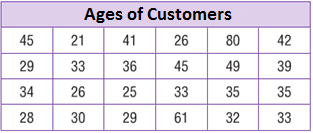 Ages of Customers
45 21 41 26 80 42
29 33 36 45 49 39
34 26 25 33 35 35
28 30 29 61 32 33